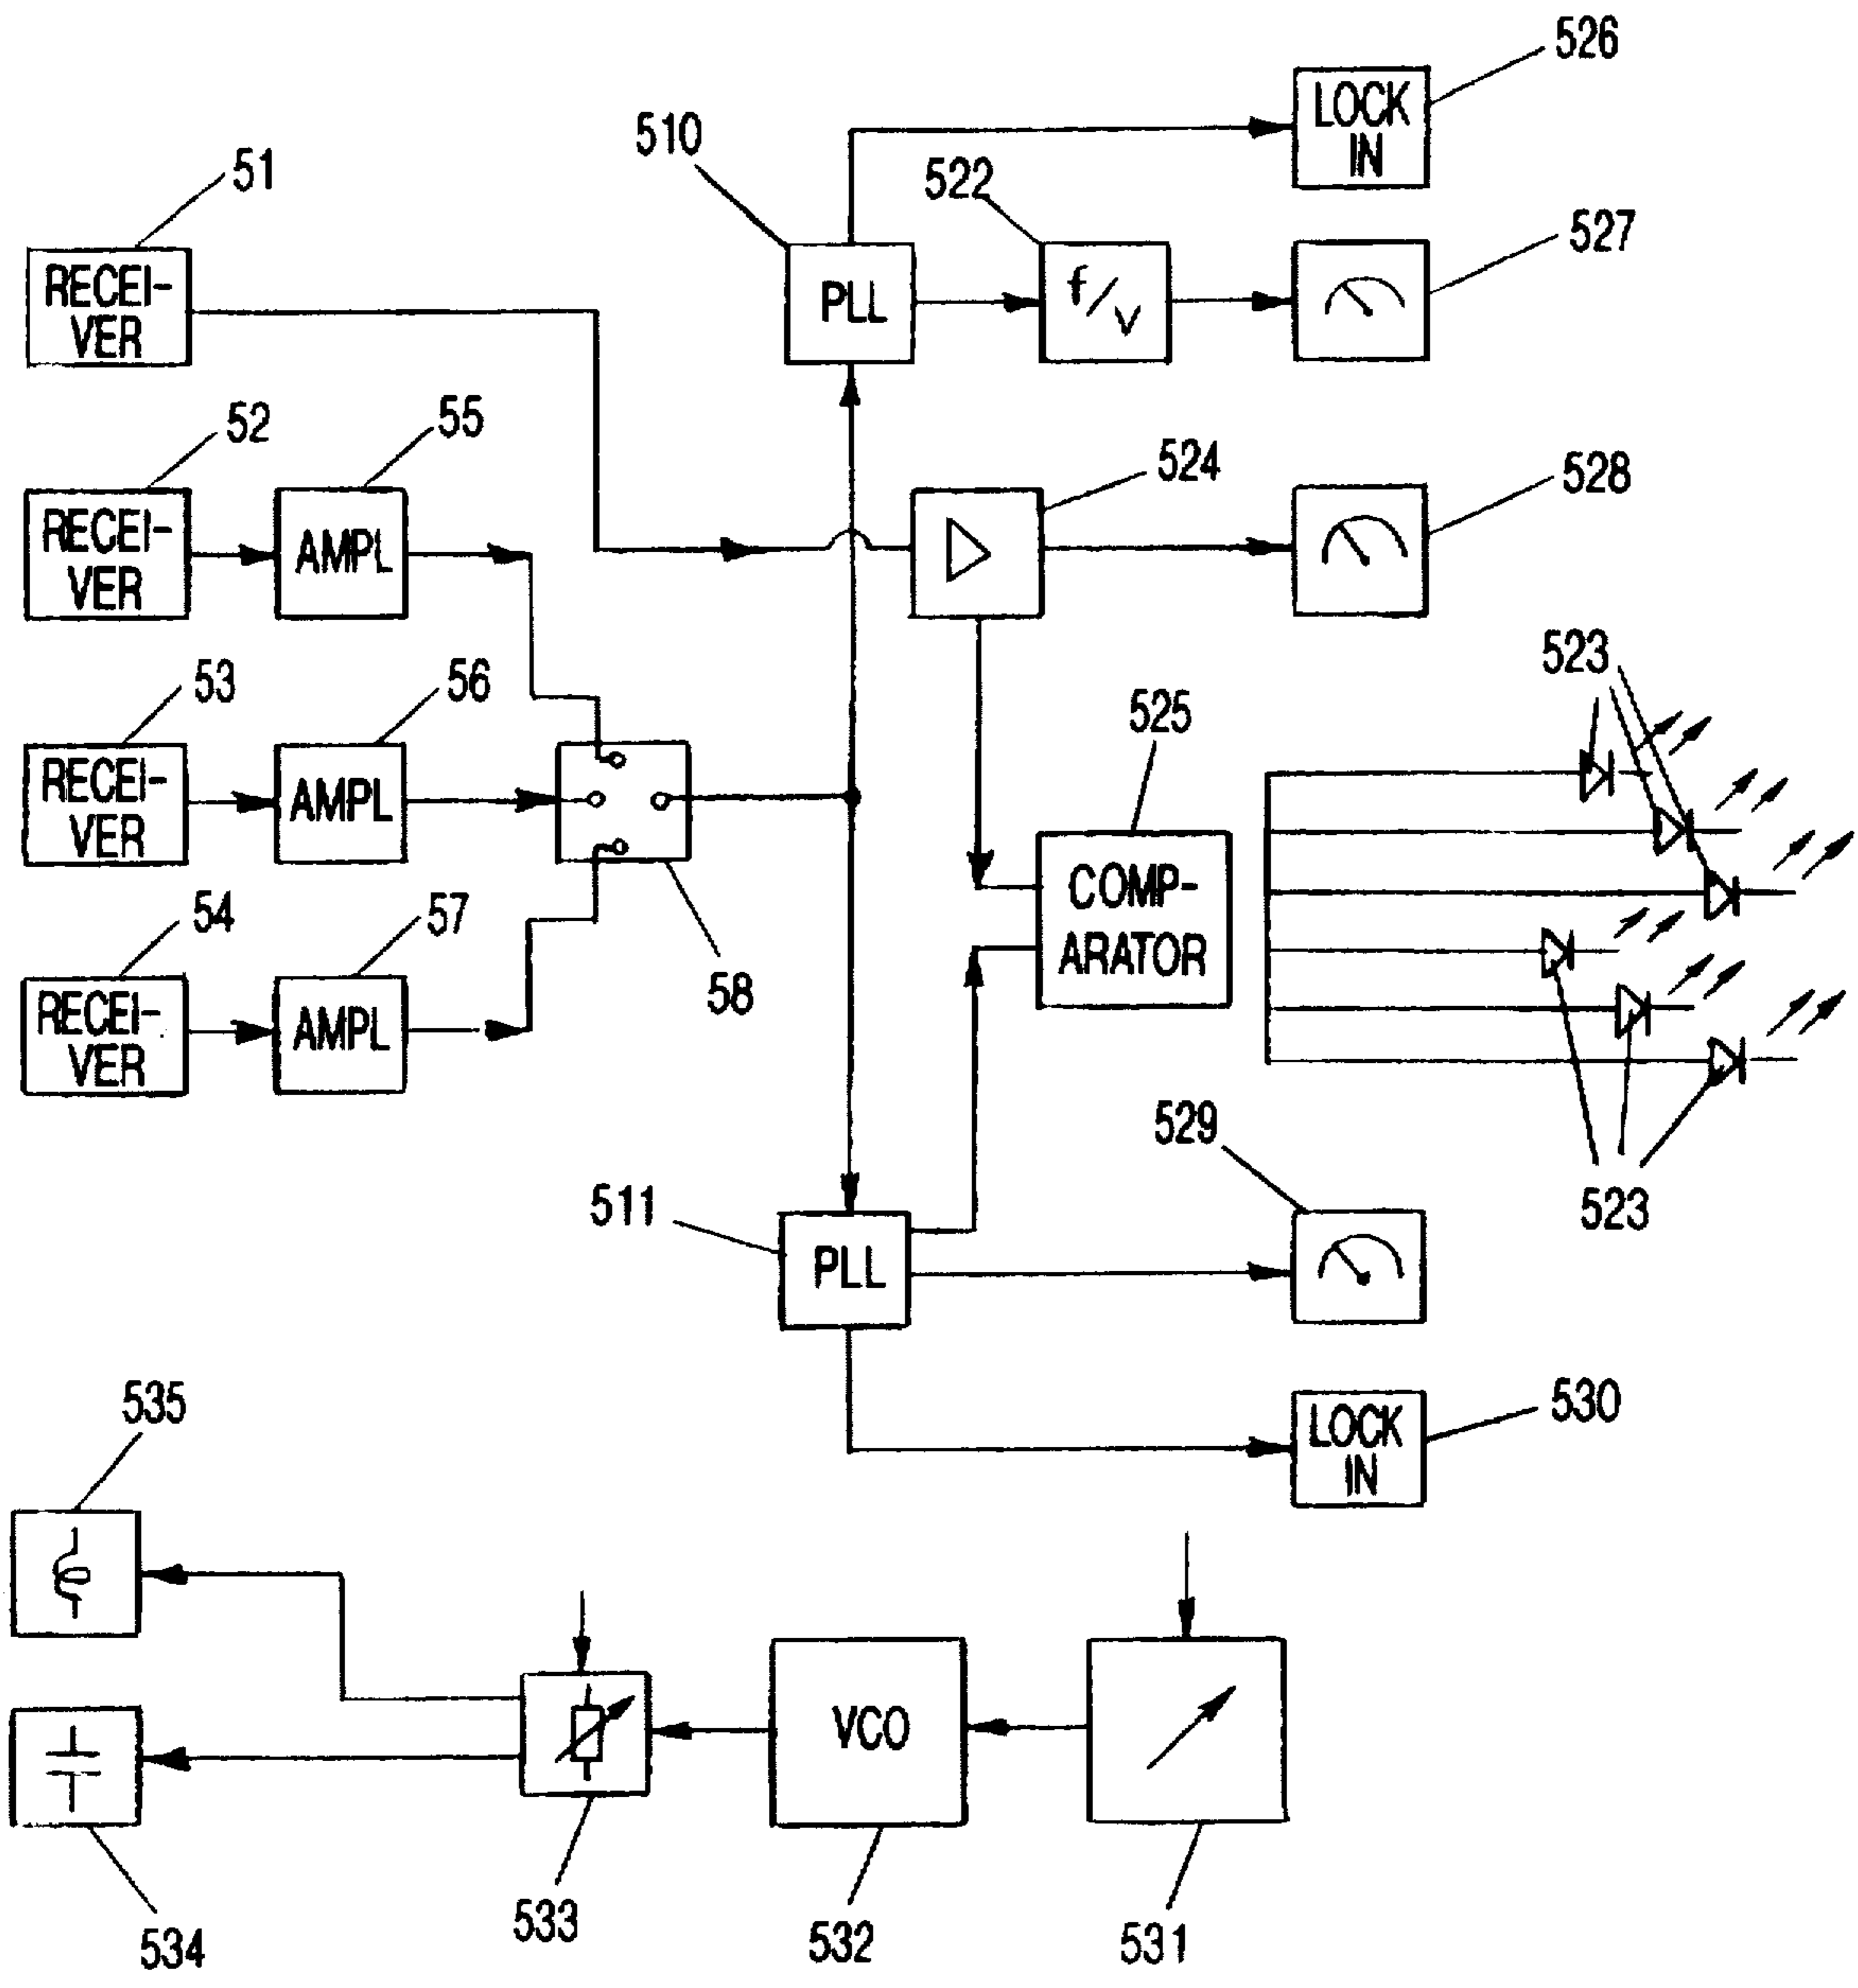 526
LOCK
IN
510
522
51
527
RECEI-
VER
PLL
f/v
52
55
524
528
RECEI-
VER
AMPL
523
53
56
525
RECEI-
VER
AMPL
COMP-
ARATOR
54
57
58
RECEI-
VER
AMPL
529
523
511
PLL
535
530
LOCK
IN
VCO
534
533
532
531